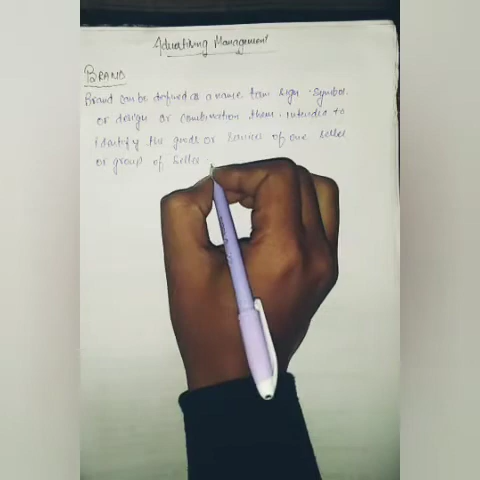 Advertising Management
BRAND
Brand can be defined as a name tam sign symbol
or design or combination them. intended to
identify the goods or services of one seller
or group of seller.